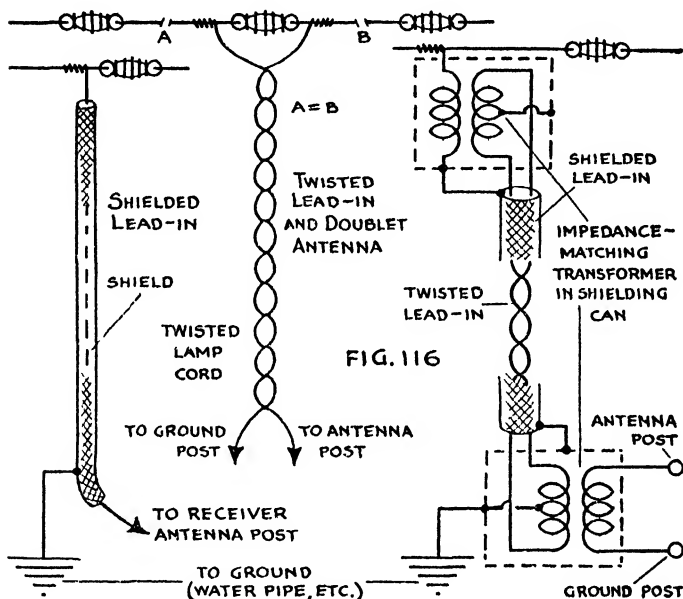 A
B
A = B
SHIELDED
LEAD-IN
SHIELD
TWISTED
LEAD-IN
AND DOUBLET
ANTENNA
TWISTED
LAMP
CORD
FIG. 116
TO GROUND
POST
TO ANTENNA
POST
TO RECEIVER
ANTENNA POST
TO GROUND
(WATER PIPE, ETC.)
SHIELDED
LEAD-IN
IMPEDANCE-
MATCHING
TRANSFORMER
IN SHIELDING
CAN
TWISTED
LEAD-IN
ANTENNA
POST
GROUND POST